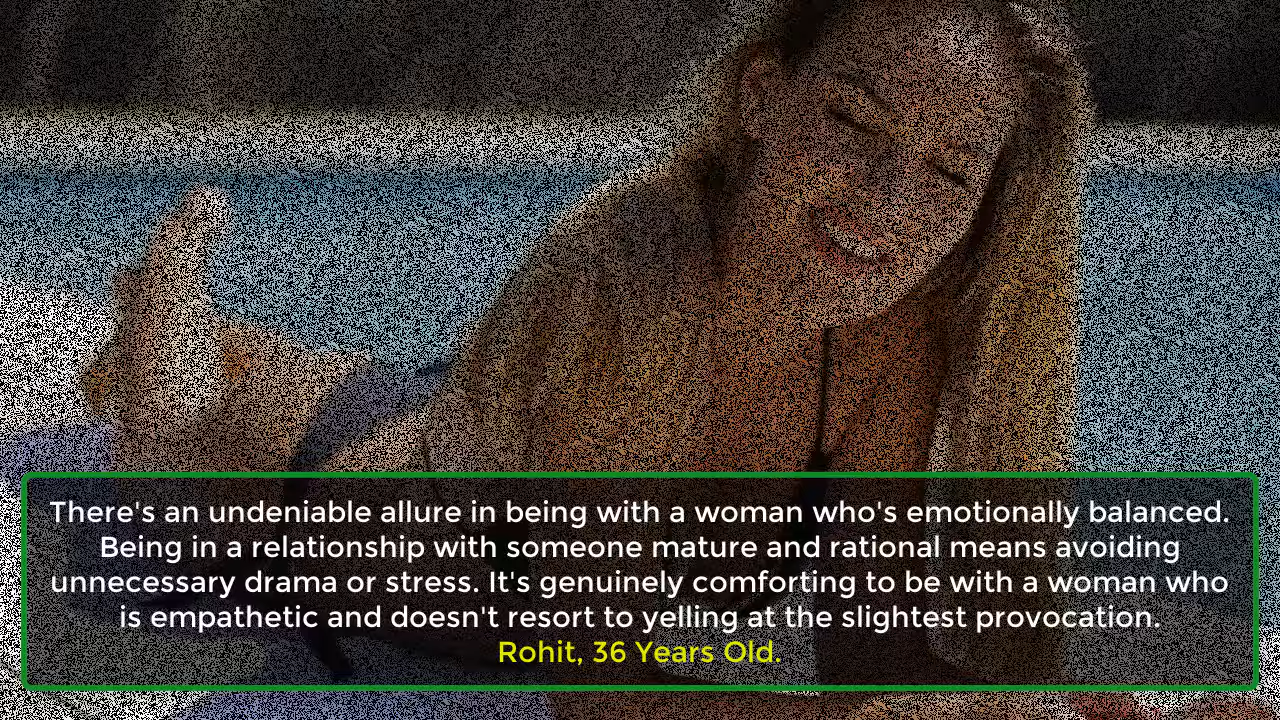 There's an undeniable allure in being with a woman who's emotionally balanced.
Being in a relationship with someone mature and rational means avoiding
unnecessary drama or stress. It's genuinely comforting to be with a woman who
is empathetic and doesn't resort to yelling at the slightest provocation.
Rohit, 36 Years Old.